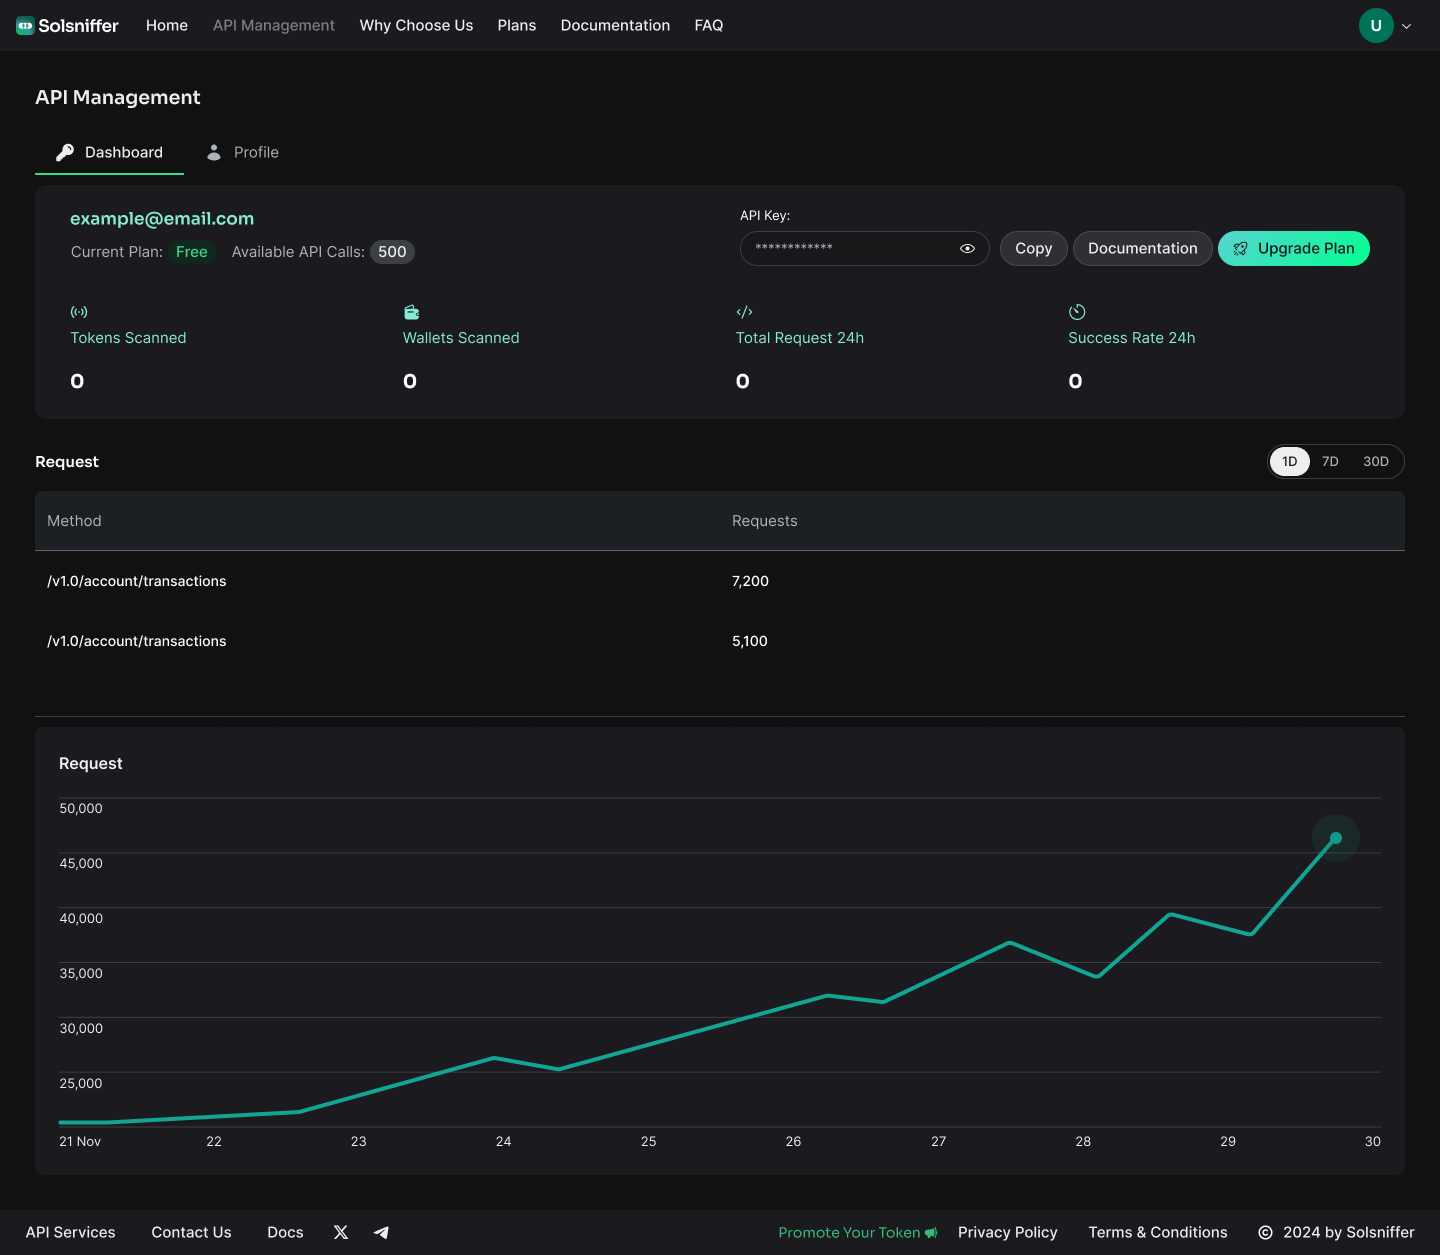 Solsniffer Home API Management Why Choose Us Plans Documentation FAQ U
API Management
Dashboard Profile
example@email.com
Current Plan: Free Available API Calls: 500
API Key:
************ Copy Documentation Upgrade Plan
Tokens Scanned Wallets Scanned Total Request 24h Success Rate 24h
0 0 0 0
Request 1D 7D 30D
Method Requests
/v1.0/account/transactions 7,200
/v1.0/account/transactions 5,100
Request
50,000
45,000
40,000
35,000
30,000
25,000
21 Nov 22 23 24 25 26 27 28 29 30
API Services Contact Us Docs Promote Your Token Privacy Policy Terms & Conditions © 2024 by Solsniffer